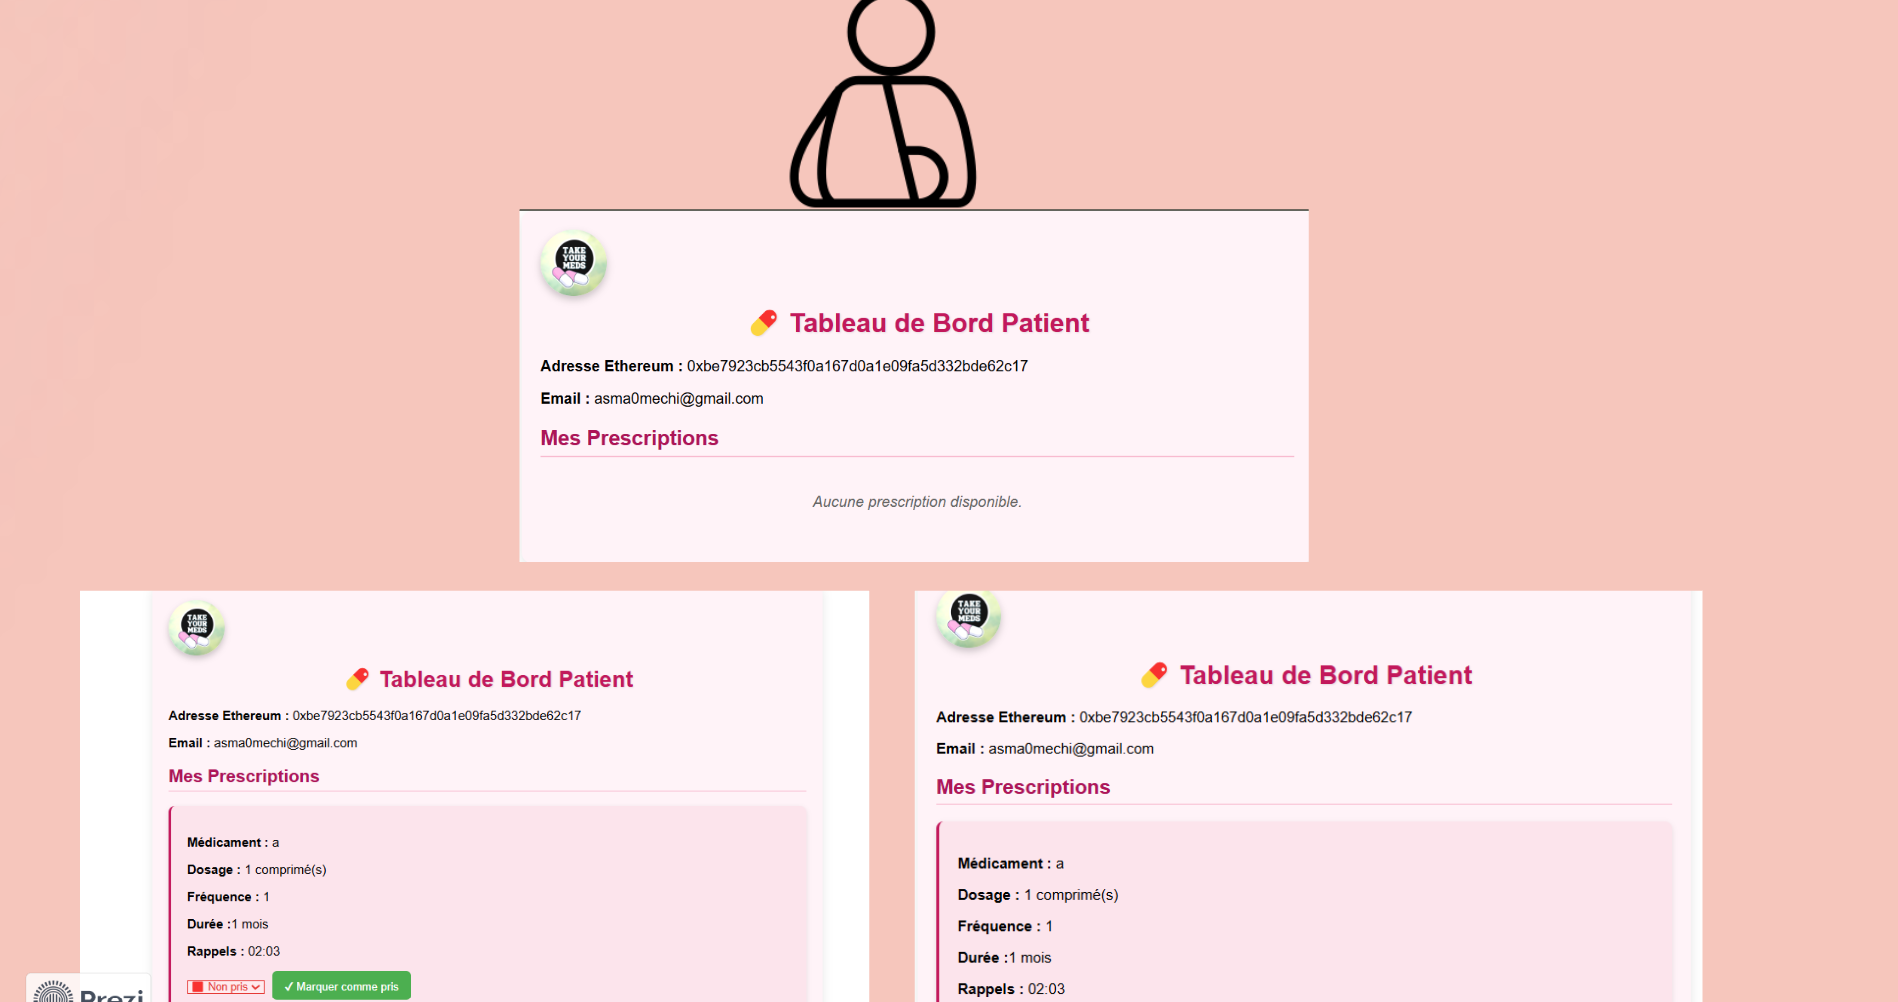 TAKE
YOUR
MEDS
Tableau de Bord Patient
Adresse Ethereum : 0xbe7923cb5543f0a167d0a1e09fa5d332bde62c17
Email : asma0mechi@gmail.com
Mes Prescriptions
Aucune prescription disponible.
TAKE
YOUR
MEDS
Tableau de Bord Patient
Adresse Ethereum : 0xbe7923cb5543f0a167d0a1e09fa5d332bde62c17
Email : asma0mechi@gmail.com
Mes Prescriptions
Médicament : a
Dosage : 1 comprimé(s)
Fréquence : 1
Durée :1 mois
Rappels : 02:03
Non pris
✓ Marquer comme pris
TAKE
YOUR
MEDS
Tableau de Bord Patient
Adresse Ethereum : 0xbe7923cb5543f0a167d0a1e09fa5d332bde62c17
Email : asma0mechi@gmail.com
Mes Prescriptions
Médicament : a
Dosage : 1 comprimé(s)
Fréquence : 1
Durée :1 mois
Rappels : 02:03
Prezi